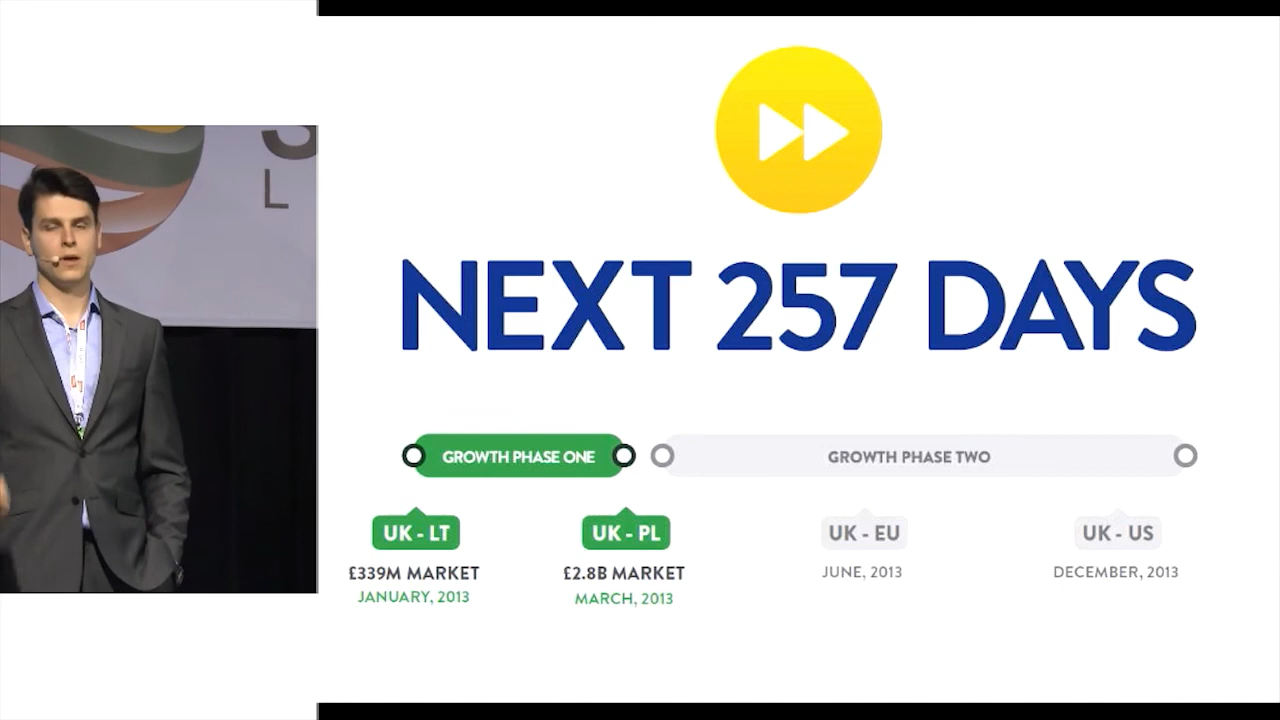 NEXT 257 DAYS
GROWTH PHASE ONE
GROWTH PHASE TWO
UK - LT
UK - PL
UK - EU
UK - US
£339M MARKET
£2.8B MARKET
JUNE, 2013
DECEMBER, 2013
JANUARY, 2013
MARCH, 2013